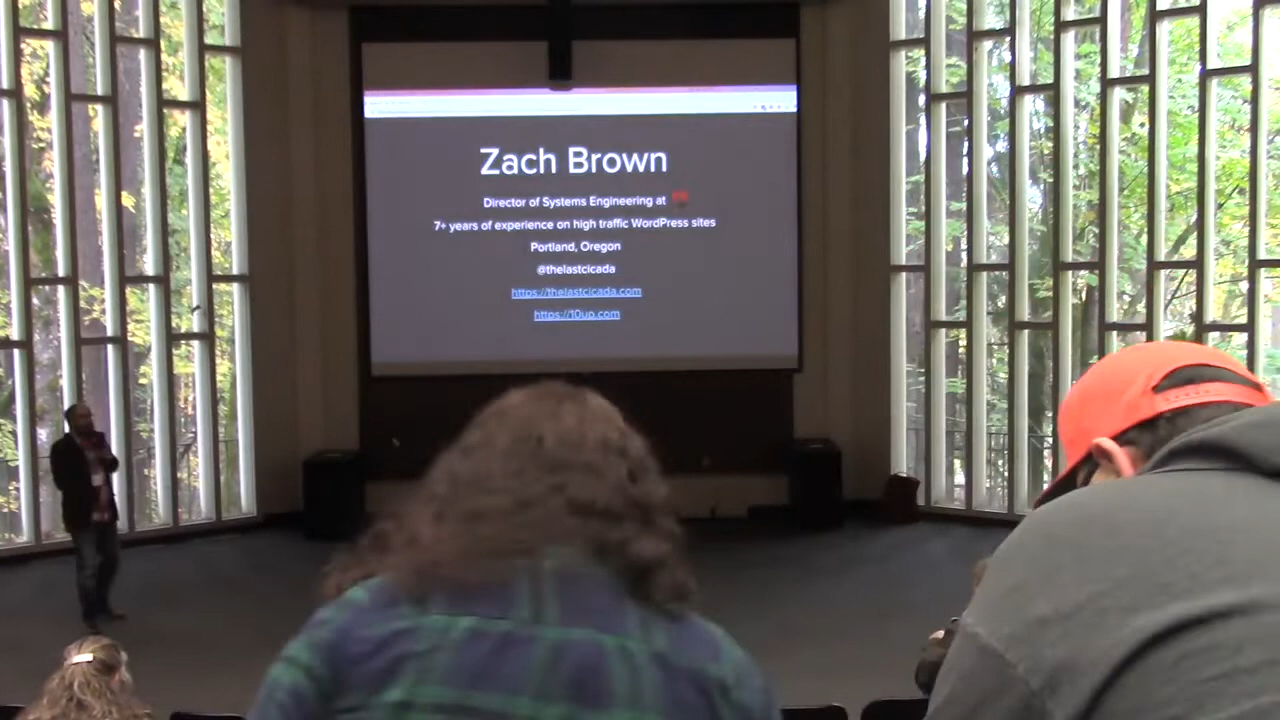 Zach Brown
Director of Systems Engineering at
7+ years of experience on high traffic WordPress sites
Portland, Oregon
@thelastcicada
https://thelastcicada.com
https://10up.com